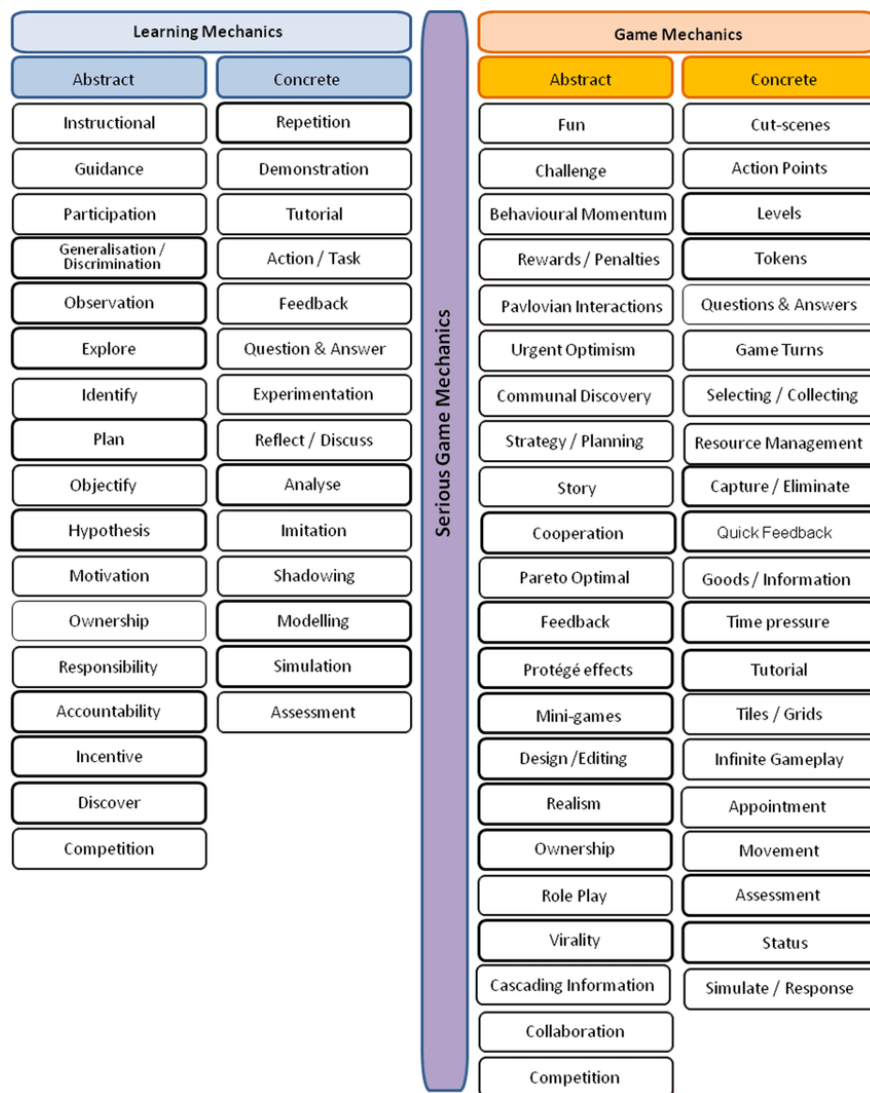 Learning Mechanics
Abstract
Concrete
Instructional
Guidance
Participation
Generalisation /
Discrimination
Observation
Explore
Identify
Plan
Objectify
Hypothesis
Motivation
Ownership
Responsibility
Accountability
Incentive
Discover
Competition
Repetition
Demonstration
Tutorial
Action / Task
Feedback
Question & Answer
Experimentation
Reflect / Discuss
Analyse
Imitation
Shadowing
Modelling
Simulation
Assessment
Serious Game Mechanics
Game Mechanics
Abstract
Concrete
Fun
Challenge
Behavioural Momentum
Rewards / Penalties
Pavlovian Interactions
Urgent Optimism
Communal Discovery
Strategy / Planning
Story
Cooperation
Pareto Optimal
Feedback
Protégé effects
Mini-games
Design /Editing
Realism
Ownership
Role Play
Virality
Cascading Information
Collaboration
Competition
Cut-scenes
Action Points
Levels
Tokens
Questions & Answers
Game Turns
Selecting / Collecting
Resource Management
Capture / Eliminate
Quick Feedback
Goods / Information
Time pressure
Tutorial
Tiles / Grids
Infinite Gameplay
Appointment
Movement
Assessment
Status
Simulate / Response